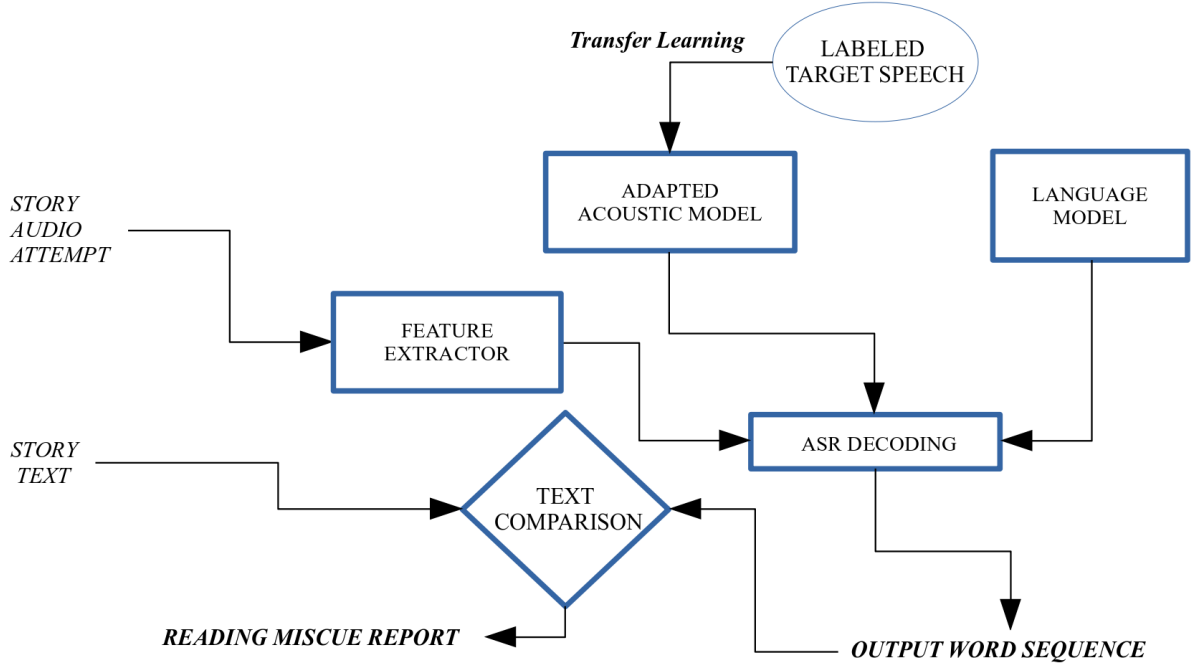 Transfer Learning
LABELED
TARGET SPEECH
ADAPTED
ACOUSTIC MODEL
LANGUAGE
MODEL
STORY
AUDIO
ATTEMPT
FEATURE
EXTRACTOR
ASR DECODING
STORY
TEXT
TEXT
COMPARISON
READING MISCUE REPORT
OUTPUT WORD SEQUENCE